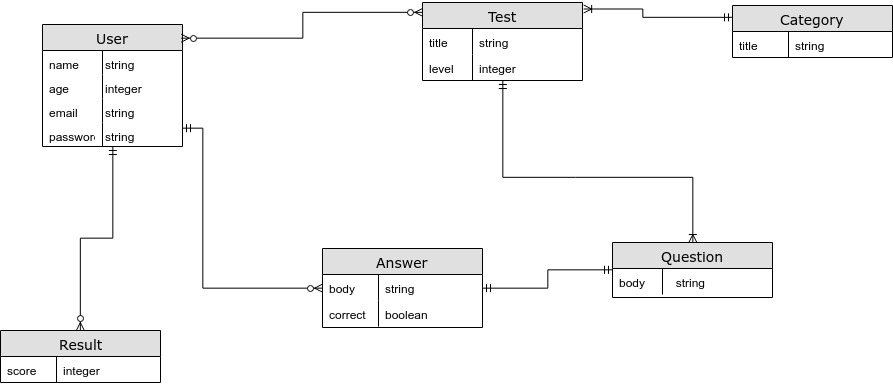 User
name string
age integer
email string
passwor string
Test
title string
level integer
Category
title string
Answer
body string
correct boolean
Question
body string
Result
score integer